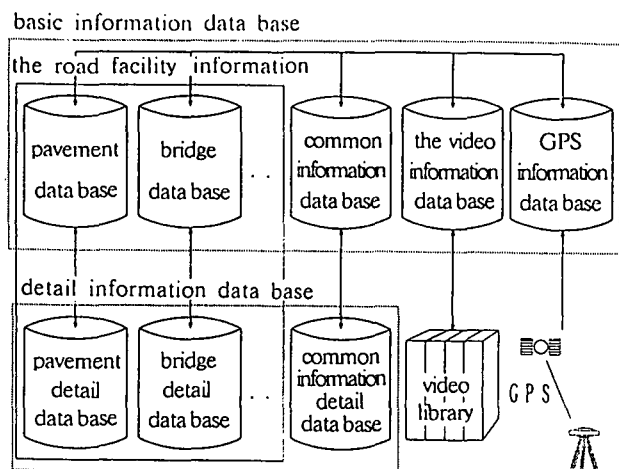 basic information data base
the road facility information
pavement
data base
bridge
data base
. .
common
information
data base
the video
information
data base
GPS
information
data base
detail information data base
pavement
detail
data base
bridge
detail
data base
. .
common
information
detail
data base
video
library
GPS